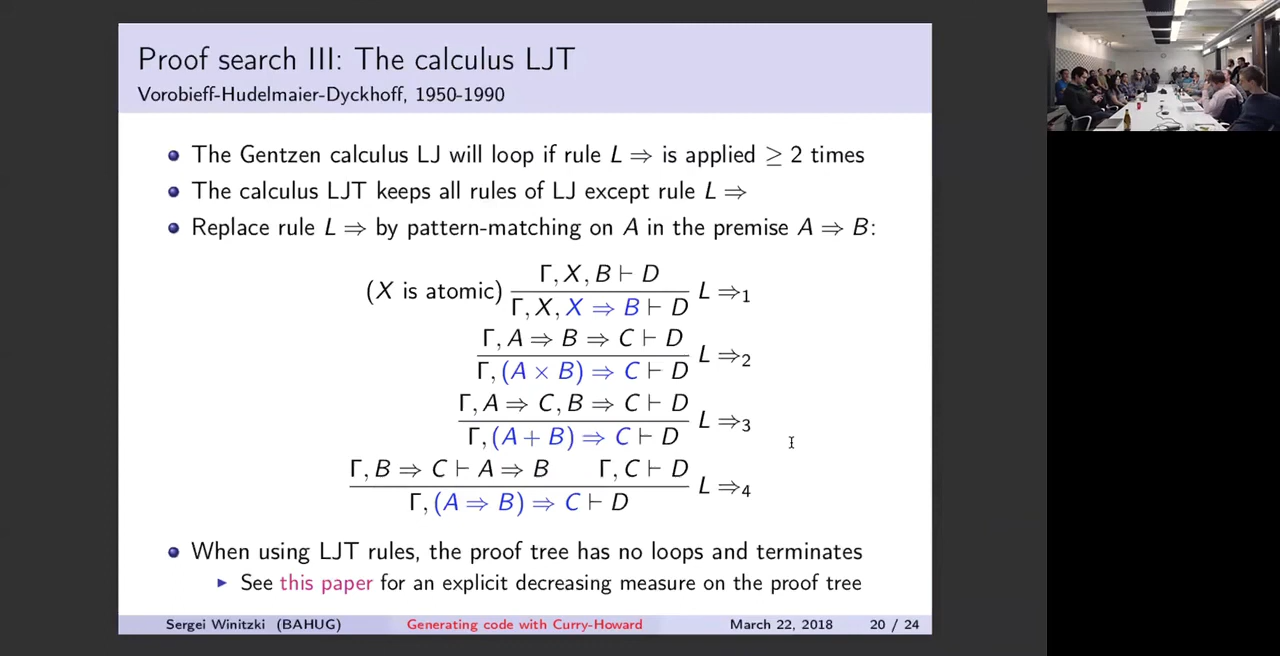 Proof search III: The calculus LJT
Vorobieff-Hudelmaier-Dyckhoff, 1950-1990
The Gentzen calculus LJ will loop if rule L ⇒ is applied ≥ 2 times
The calculus LJT keeps all rules of LJ except rule L ⇒
Replace rule L ⇒ by pattern-matching on A in the premise A ⇒ B:
Γ, X, B ⊢ D
(X is atomic) L ⇒₁
Γ, X, X ⇒ B ⊢ D
Γ, A ⇒ B ⇒ C ⊢ D
L ⇒₂
Γ, (A × B) ⇒ C ⊢ D
Γ, A ⇒ C, B ⇒ C ⊢ D
L ⇒₃
Γ, (A + B) ⇒ C ⊢ D
Γ, B ⇒ C ⊢ A ⇒ B Γ, C ⊢ D
L ⇒₄
Γ, (A ⇒ B) ⇒ C ⊢ D
When using LJT rules, the proof tree has no loops and terminates
See this paper for an explicit decreasing measure on the proof tree
Sergei Winitzki (BAHUG) Generating code with Curry-Howard March 22, 2018 20 / 24